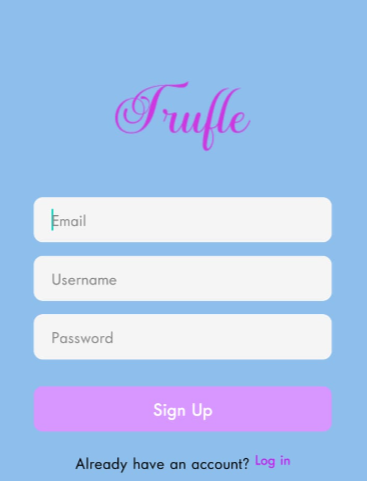 Trufle
Email
Username
Password
Sign Up
Already have an account? Log in